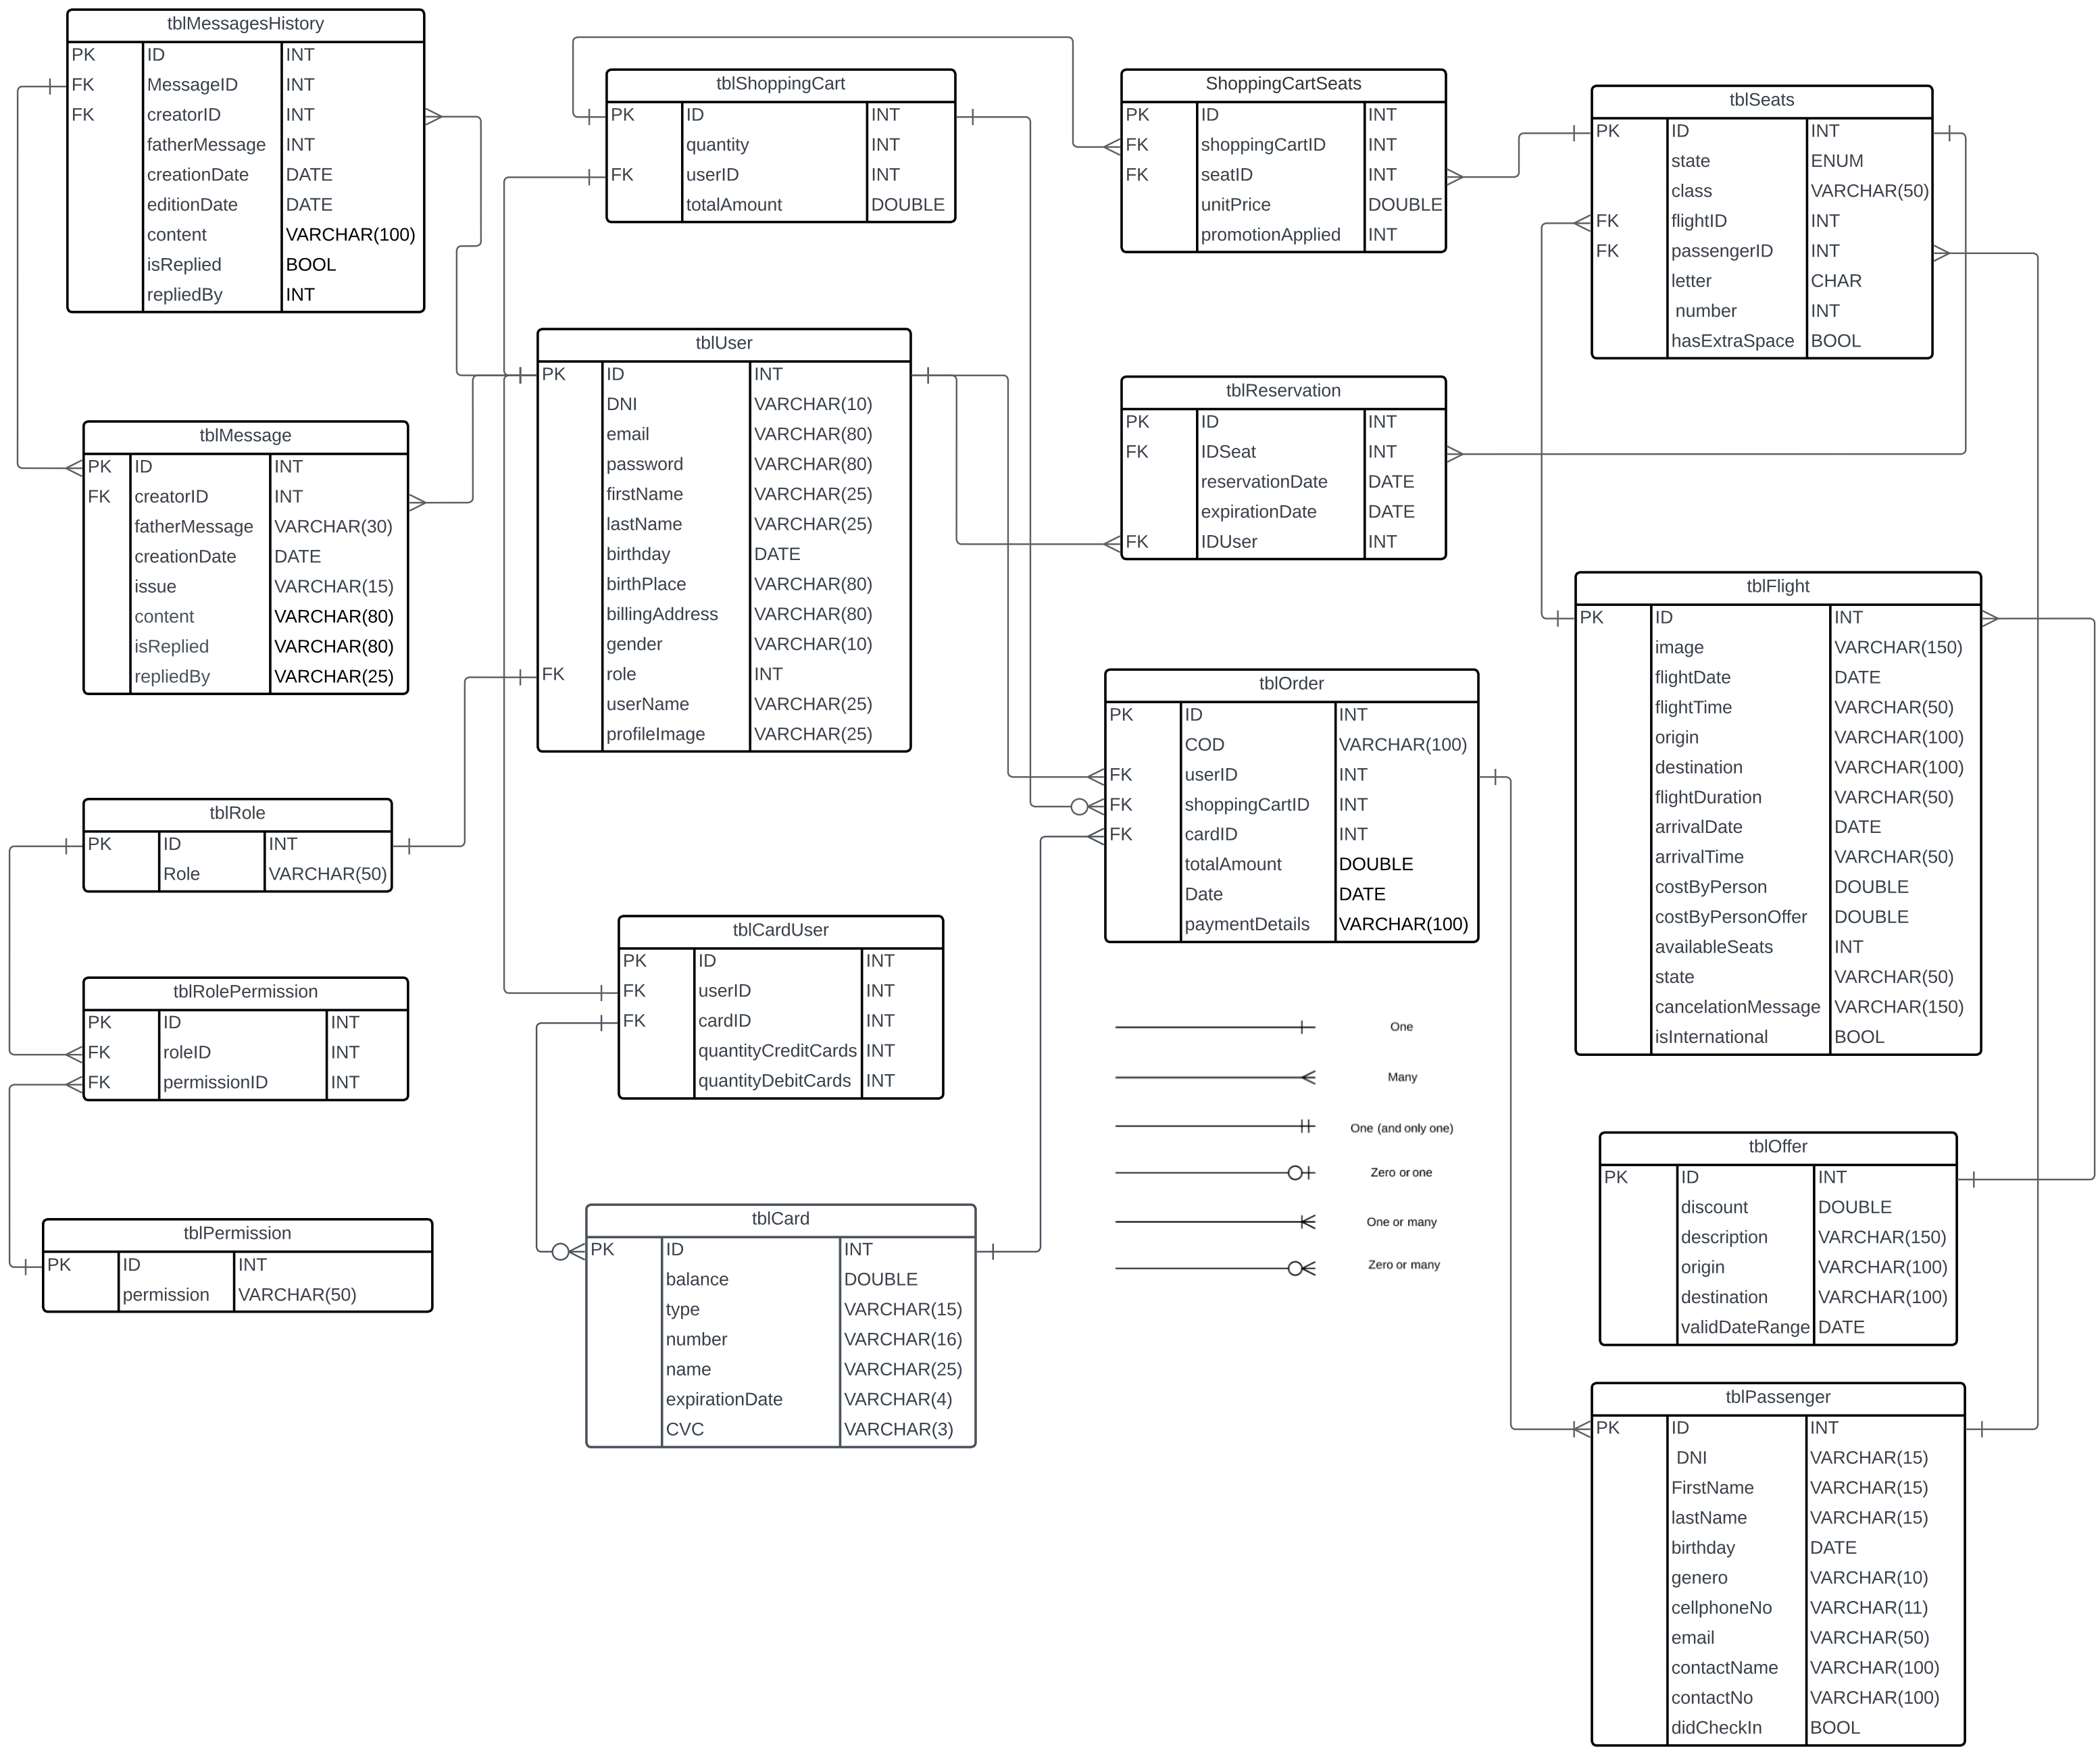 tblMessagesHistory
PK ID INT
FK MessageID INT
FK creatorID INT
fatherMessage INT
creationDate DATE
editionDate DATE
content VARCHAR(100)
isReplied BOOL
repliedBy INT
tblShoppingCart
PK ID INT
quantity INT
FK userID INT
totalAmount DOUBLE
ShoppingCartSeats
PK ID INT
FK shoppingCartID INT
FK seatID INT
unitPrice DOUBLE
promotionApplied INT
tblSeats
PK ID INT
state ENUM
class VARCHAR(50)
FK flightID INT
FK passengerID INT
letter CHAR
number INT
hasExtraSpace BOOL
tblUser
PK ID INT
DNI VARCHAR(10)
email VARCHAR(80)
password VARCHAR(80)
firstName VARCHAR(25)
lastName VARCHAR(25)
birthday DATE
birthPlace VARCHAR(80)
billingAddress VARCHAR(80)
gender VARCHAR(10)
FK role INT
userName VARCHAR(25)
profileImage VARCHAR(25)
tblReservation
PK ID INT
FK IDSeat INT
reservationDate DATE
expirationDate DATE
FK IDUser INT
tblMessage
PK ID INT
FK creatorID INT
fatherMessage VARCHAR(30)
creationDate DATE
issue VARCHAR(15)
content VARCHAR(80)
isReplied VARCHAR(80)
repliedBy VARCHAR(25)
tblFlight
PK ID INT
image VARCHAR(150)
flightDate DATE
flightTime VARCHAR(50)
origin VARCHAR(100)
destination VARCHAR(100)
flightDuration VARCHAR(50)
arrivalDate DATE
arrivalTime VARCHAR(50)
costByPerson DOUBLE
costByPersonOffer DOUBLE
availableSeats INT
state VARCHAR(50)
cancelationMessage VARCHAR(150)
isInternational BOOL
tblOrder
PK ID INT
COD VARCHAR(100)
FK userID INT
FK shoppingCartID INT
FK cardID INT
totalAmount DOUBLE
Date DATE
paymentDetails VARCHAR(100)
tblRole
PK ID INT
Role VARCHAR(50)
tblCardUser
PK ID INT
FK userID INT
FK cardID INT
quantityCreditCards INT
quantityDebitCards INT
tblRolePermission
PK ID INT
FK roleID INT
FK permissionID INT
One
Many
One (and only one)
Zero or one
One or many
Zero or many
tblPermission
PK ID INT
permission VARCHAR(50)
tblCard
PK ID INT
balance DOUBLE
type VARCHAR(15)
number VARCHAR(16)
name VARCHAR(25)
expirationDate VARCHAR(4)
CVC VARCHAR(3)
tblOffer
PK ID INT
discount DOUBLE
description VARCHAR(150)
origin VARCHAR(100)
destination VARCHAR(100)
validDateRange DATE
tblPassenger
PK ID INT
DNI VARCHAR(15)
FirstName VARCHAR(15)
lastName VARCHAR(15)
birthday DATE
genero VARCHAR(10)
cellphoneNo VARCHAR(11)
email VARCHAR(50)
contactName VARCHAR(100)
contactNo VARCHAR(100)
didCheckIn BOOL